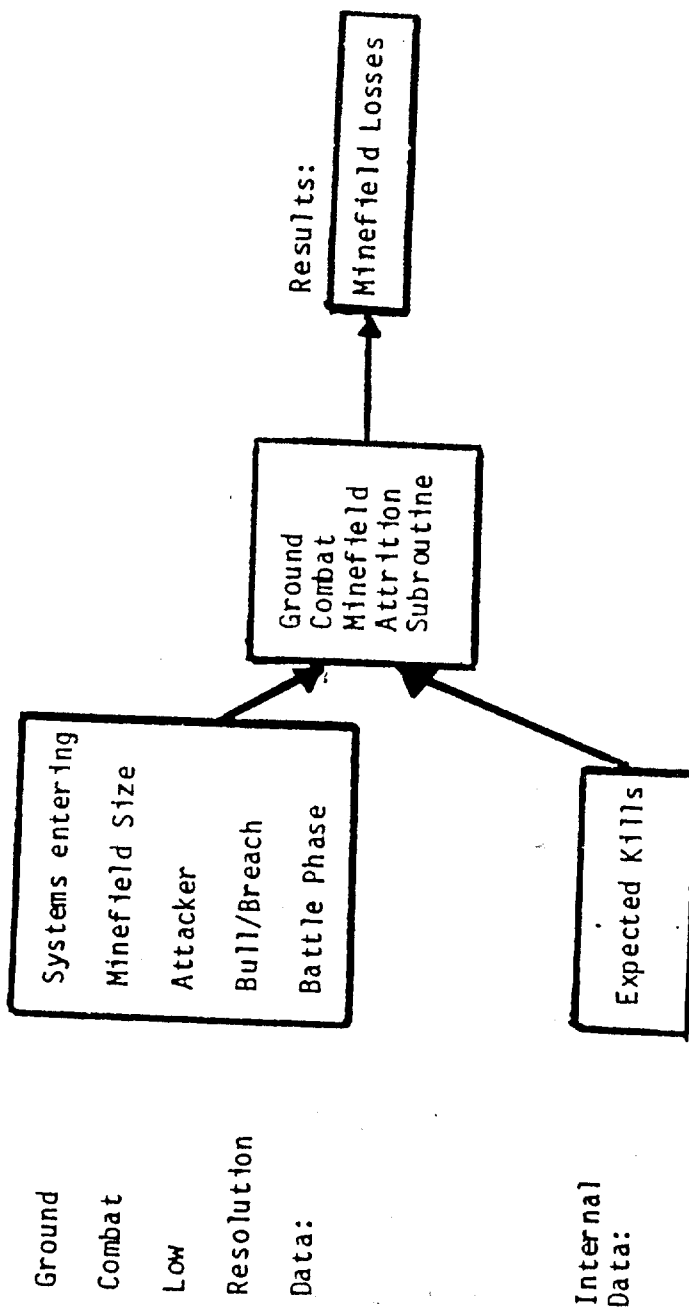 Ground
Combat
Low
Resolution
Data:
Systems entering
Minefield Size
Attacker
Bull/Breach
Battle Phase
Internal
Data:
Expected Kills
Ground
Combat
Minefield
Attrition
Subroutine
Results:
Minefield Losses